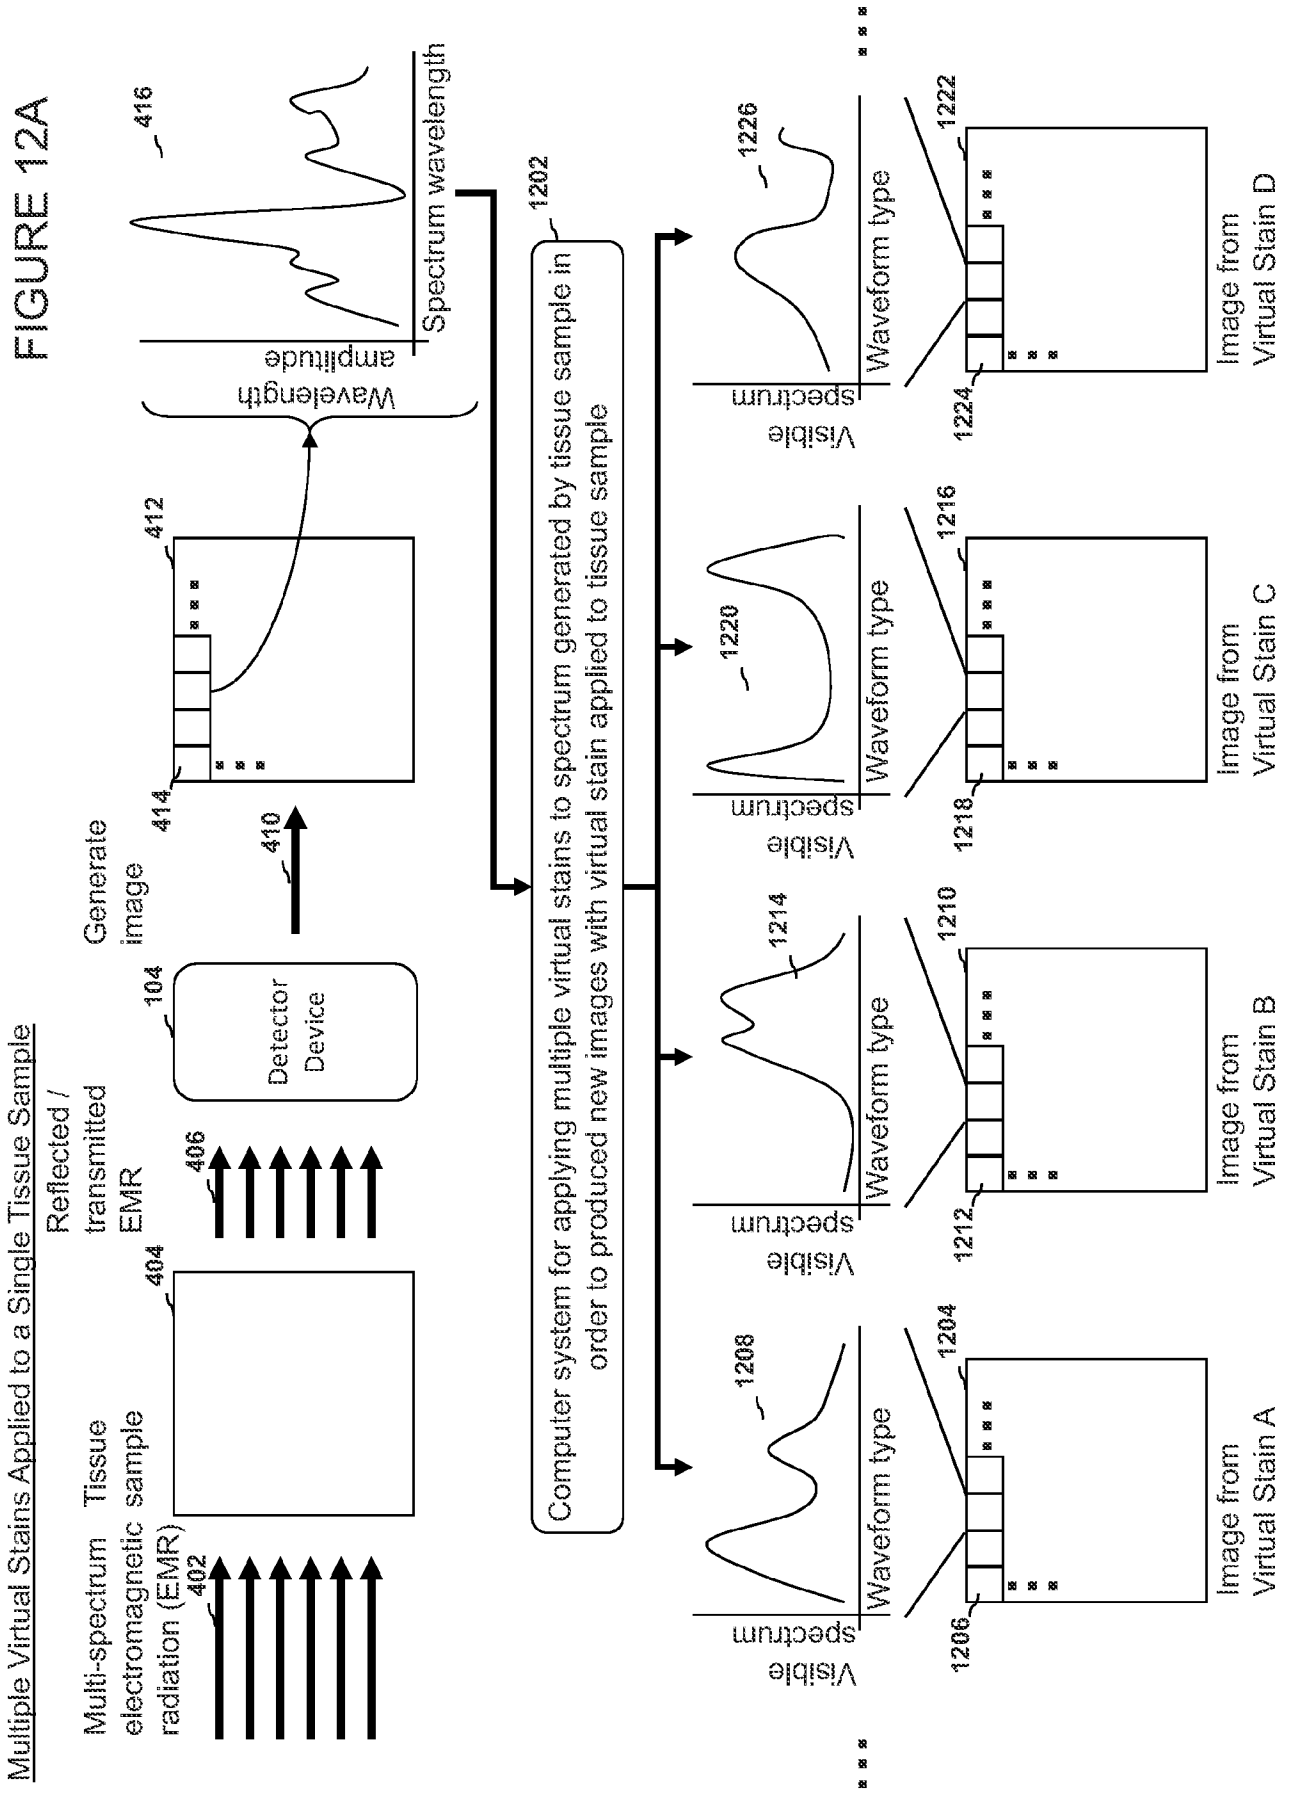 FIGURE 12A
Multiple Virtual Stains Applied to a Single Tissue Sample
Multi-spectrum
electromagnetic
radiation (EMR)
402
Tissue
sample
404
Reflected /
transmitted
EMR
406
104
Detector
Device
Generate
image
410
412
414
Wavelength
amplitude
416
Spectrum wavelength
1202
Computer system for applying multiple virtual stains to spectrum generated by tissue sample in
order to produced new images with virtual stain applied to tissue sample
Visible
spectrum
1208
Waveform type
1204
1206
Image from
Virtual Stain A
Visible
spectrum
1214
Waveform type
1210
1212
Image from
Virtual Stain B
Visible
spectrum
1220
Waveform type
1216
1218
Image from
Virtual Stain C
Visible
spectrum
1226
Waveform type
1222
1224
Image from
Virtual Stain D